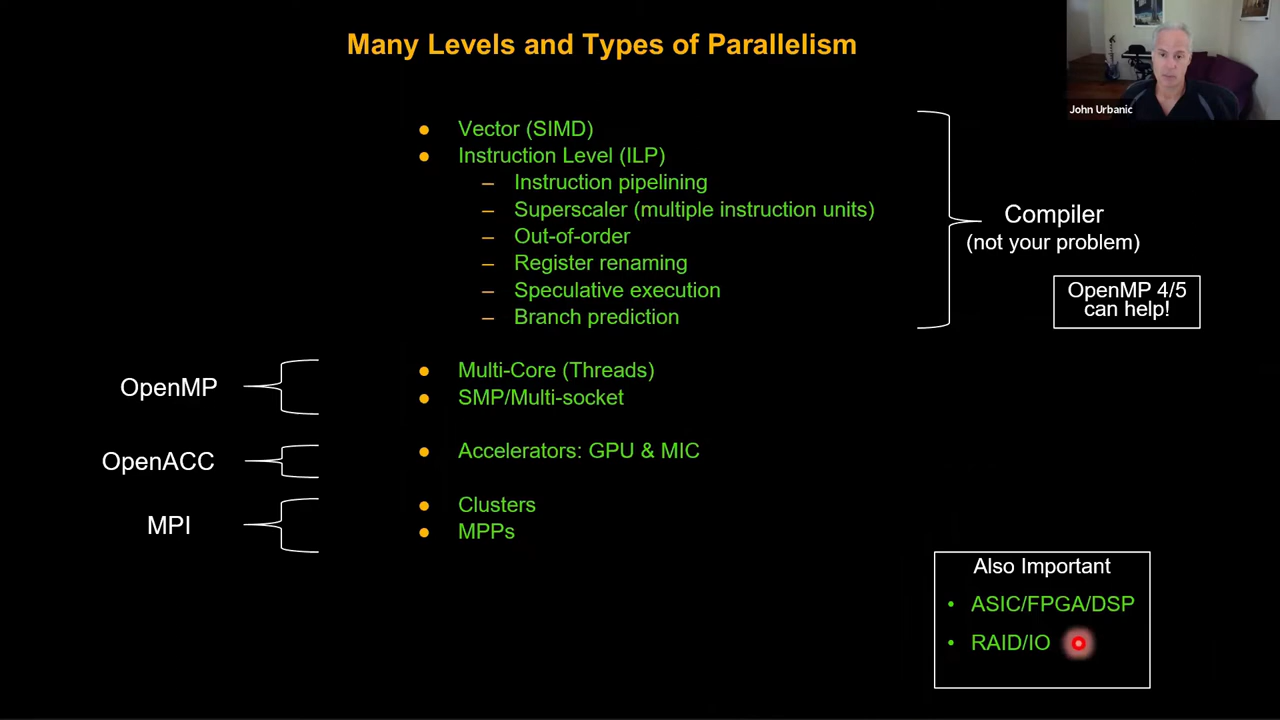 Many Levels and Types of Parallelism
John Urbanic
● Vector (SIMD)
● Instruction Level (ILP)
– Instruction pipelining
– Superscaler (multiple instruction units)
– Out-of-order
– Register renaming
– Speculative execution
– Branch prediction
Compiler
(not your problem)
OpenMP 4/5
can help!
OpenMP
● Multi-Core (Threads)
● SMP/Multi-socket
OpenACC
● Accelerators: GPU & MIC
MPI
● Clusters
● MPPs
Also Important
• ASIC/FPGA/DSP
• RAID/IO